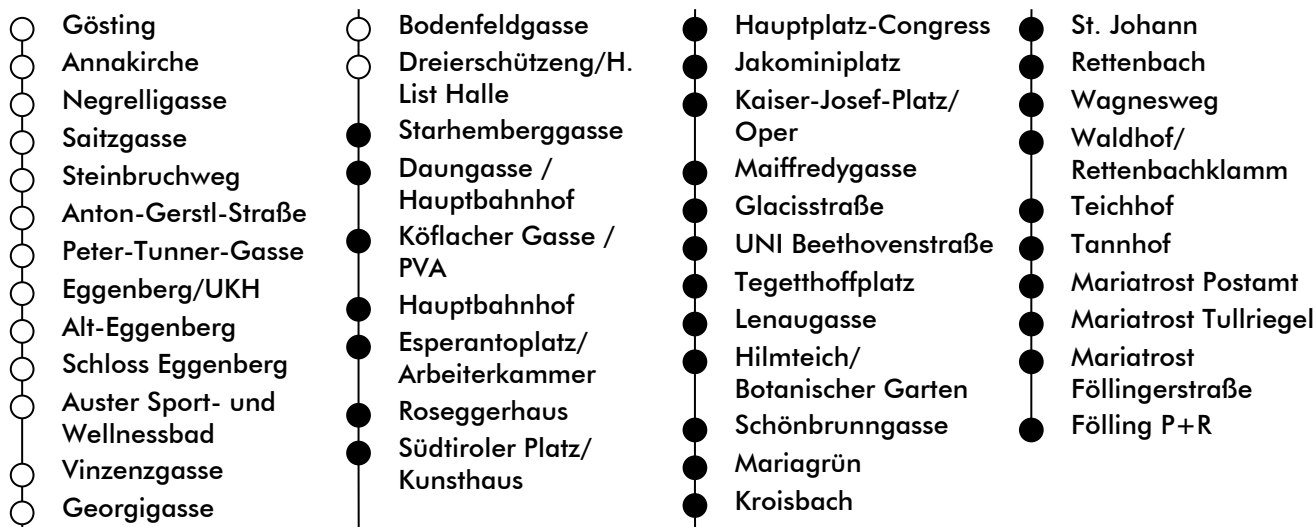 Gösting
Annakirche
Negrelligasse
Saitzgasse
Steinbruchweg
Anton-Gerstl-Straße
Peter-Tunner-Gasse
Eggenberg/UKH
Alt-Eggenberg
Schloss Eggenberg
Auster Sport- und
Wellnessbad
Vinzenzgasse
Georgigasse
Bodenfeldgasse
Dreierschützeng/H.
List Halle
Starhemberggasse
Daungasse /
Hauptbahnhof
Köflacher Gasse /
PVA
Hauptbahnhof
Esperantoplatz/
Arbeiterkammer
Roseggerhaus
Südtiroler Platz/
Kunsthaus
Hauptplatz-Congress
Jakominiplatz
Kaiser-Josef-Platz/
Oper
Maiffredygasse
Glacisstraße
UNI Beethovenstraße
Tegetthoffplatz
Lenaugasse
Hilmteich/
Botanischer Garten
Schönbrunngasse
Mariagrün
Kroisbach
St. Johann
Rettenbach
Wagnesweg
Waldhof/
Rettenbachklamm
Teichhof
Tannhof
Mariatrost Postamt
Mariatrost Tullriegel
Mariatrost
Föllingerstraße
Fölling P+R